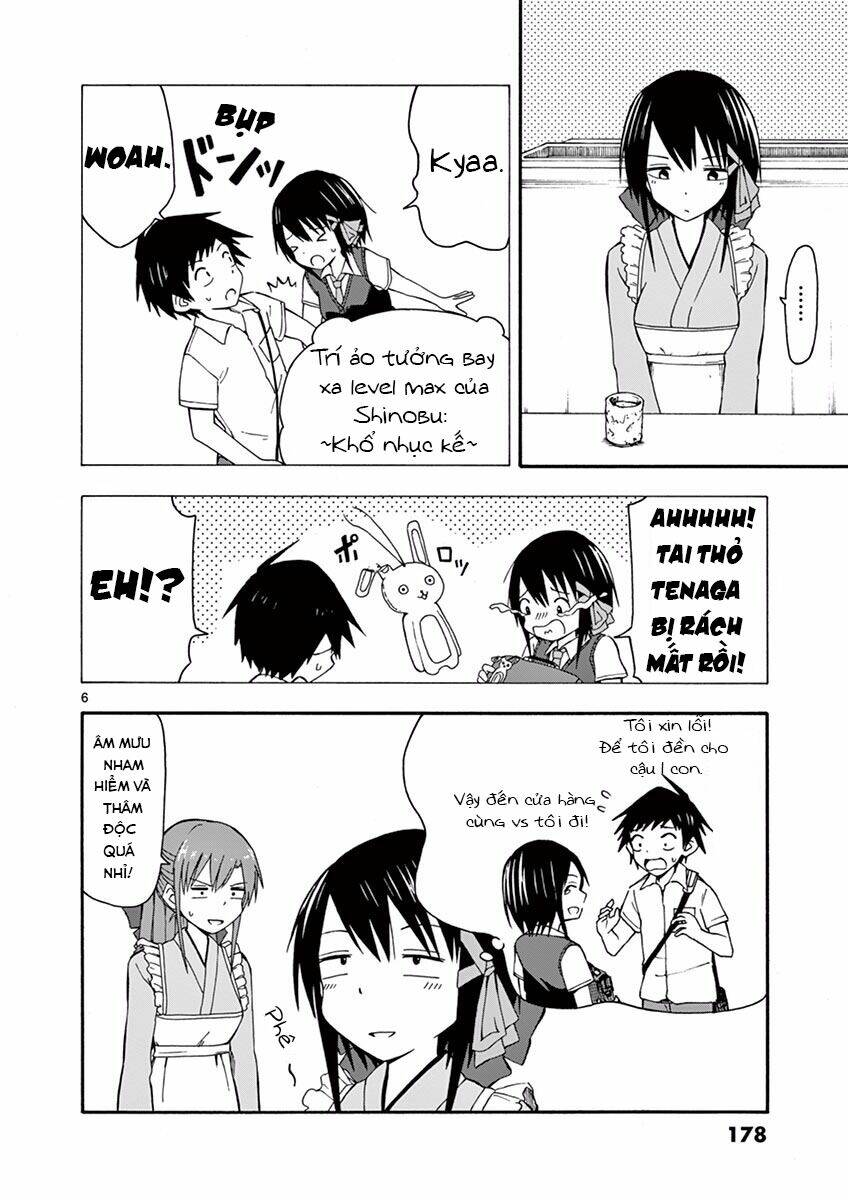 ........
Kyaa.
BỤP
ドーンッ
WOAH.
Trí ảo tưởng bay
xa level max của
Shinobu:
~Khổ nhục kế~
AHHHHH!
TAI THỎ
TENAGA
BỊ RÁCH
MẤT RỒI!
ポロッ
EH!?
6
Tôi xin lỗi!
Để tôi đền cho
cậu 1 con.
Vậy đến cửa hàng
cùng vs tôi đi!
Phê~
ÂM MƯU
NHAM
HIỂM VÀ
THÂM
ĐỘC QUÁ
NHỈ!
178